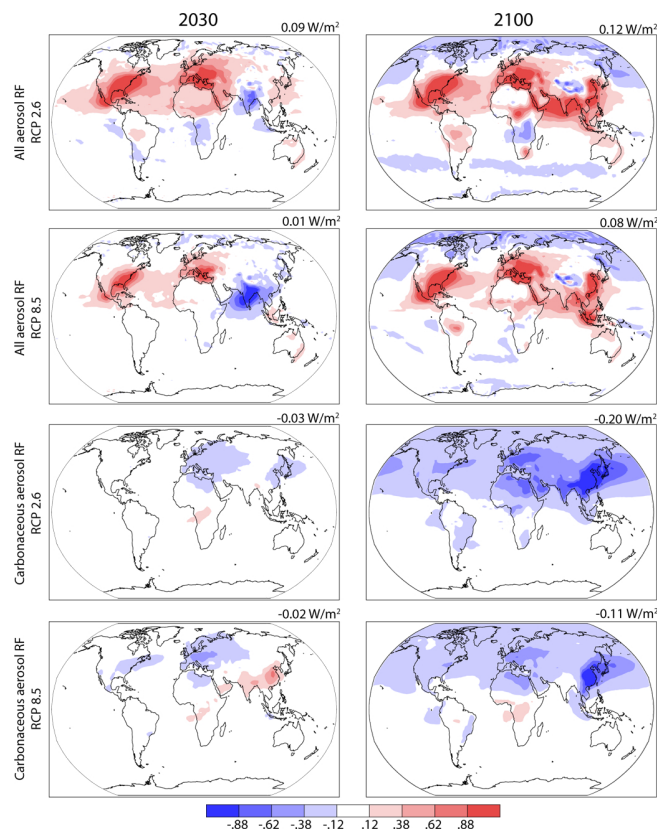 2030
2100
0.09 W/m²
0.12 W/m²
All aerosol RF
RCP 2.6
0.01 W/m²
0.08 W/m²
All aerosol RF
RCP 8.5
-0.03 W/m²
-0.20 W/m²
Carbonaceous aerosol RF
RCP 2.6
-0.02 W/m²
-0.11 W/m²
Carbonaceous aerosol RF
RCP 8.5
-.88 -.62 -.38 -.12 .12 .38 .62 .88